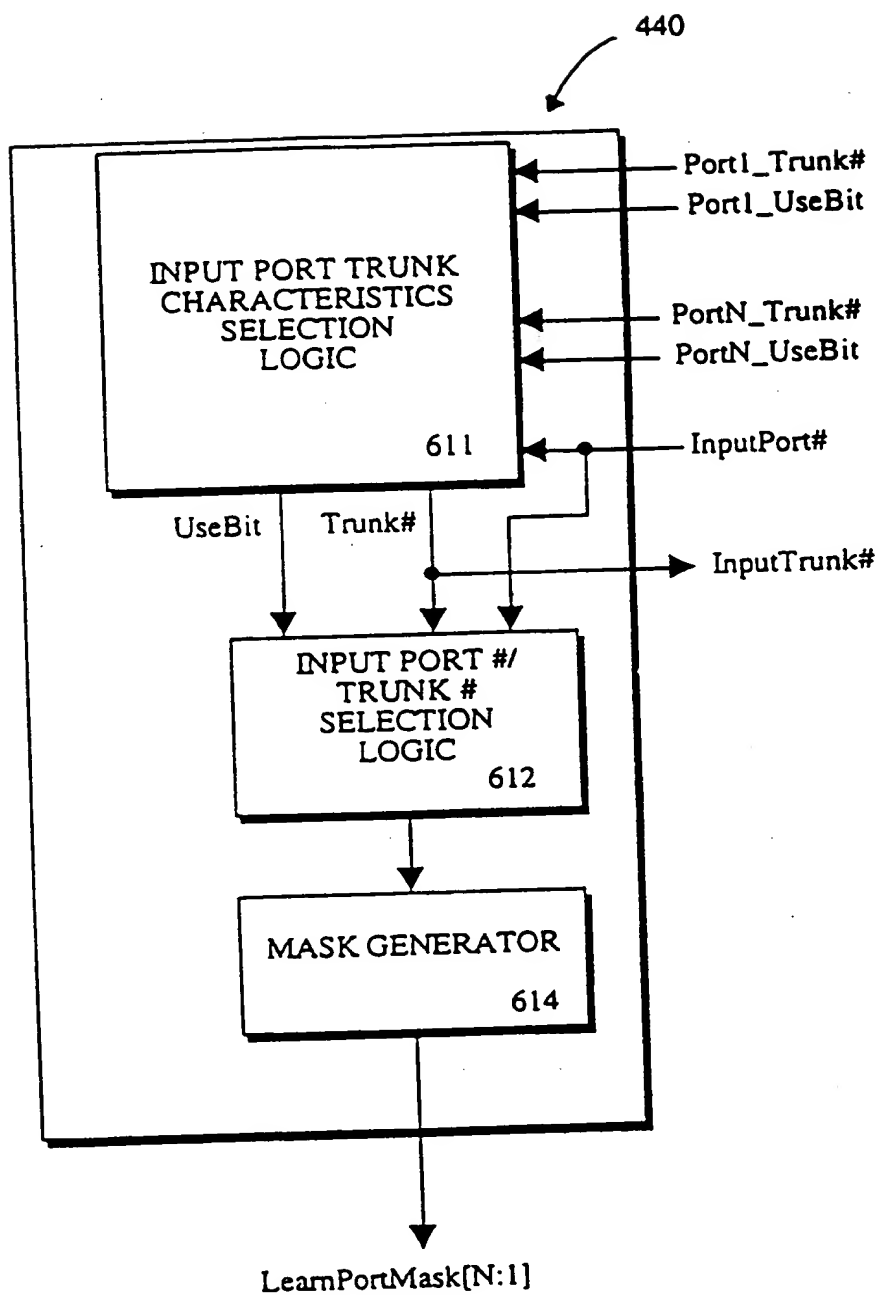 440
Port1_Trunk#
Port1_UseBit
INPUT PORT TRUNK
CHARACTERISTICS
SELECTION
LOGIC
PortN_Trunk#
PortN_UseBit
611
InputPort#
UseBit
Trunk#
InputTrunk#
INPUT PORT #/
TRUNK #
SELECTION
LOGIC
612
MASK GENERATOR
614
LearnPortMask[N:1]